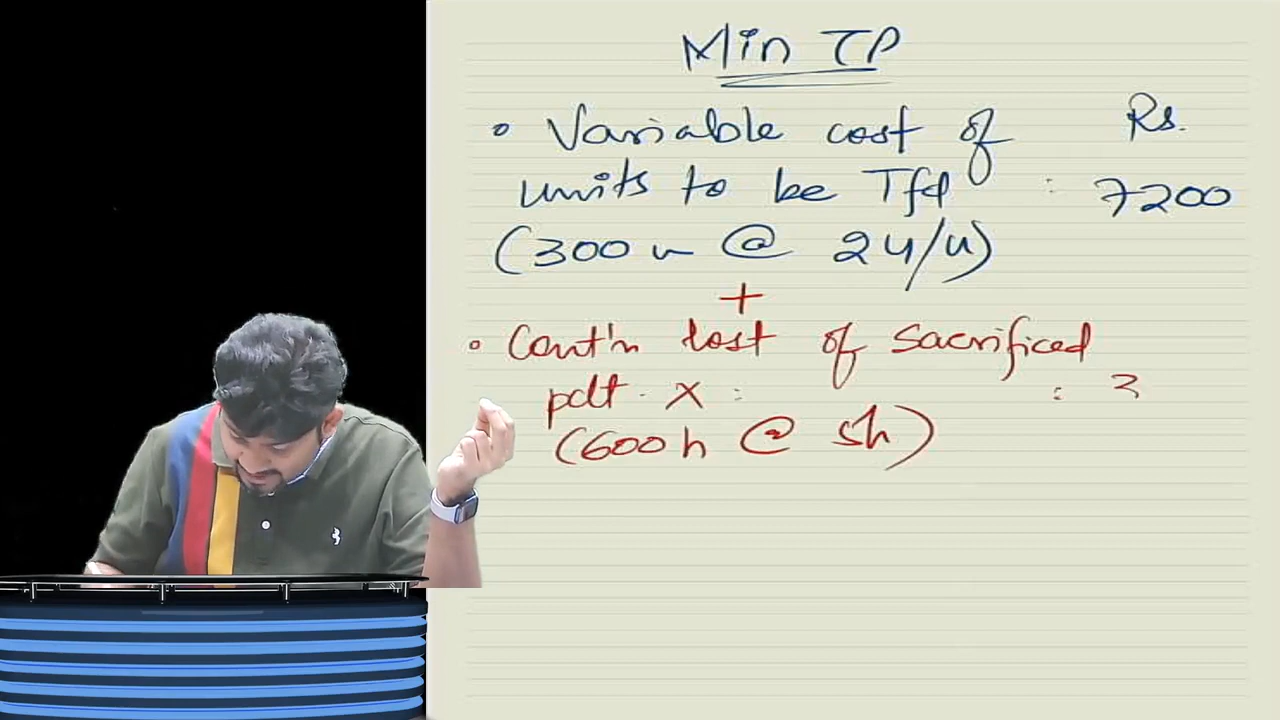 Min TP
• Variable cost of Rs.
units to be Tfd : 7200
(300 u @ 24/u)
+
• Cont'n lost of sacrificed
pdt. X : : 3
(600 h @ 5h)